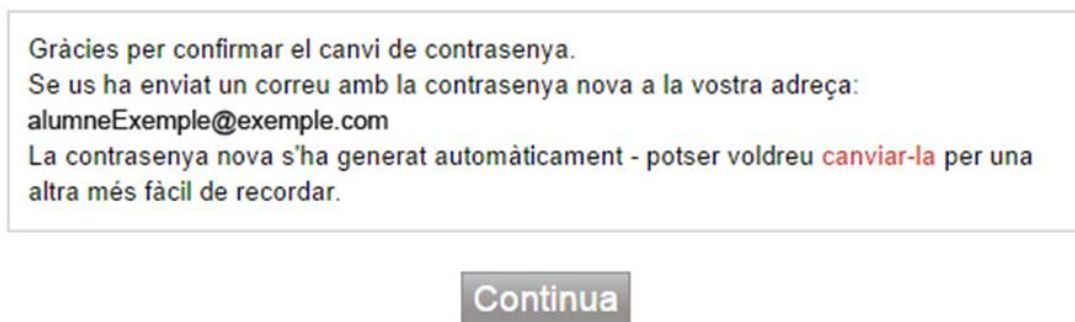 Gràcies per confirmar el canvi de contrasenya.
Se us ha enviat un correu amb la contrasenya nova a la vostra adreça:
alumneExemple@exemple.com
La contrasenya nova s'ha generat automàticament - potser voldreu canviar-la per una
altra més fàcil de recordar.
Continua